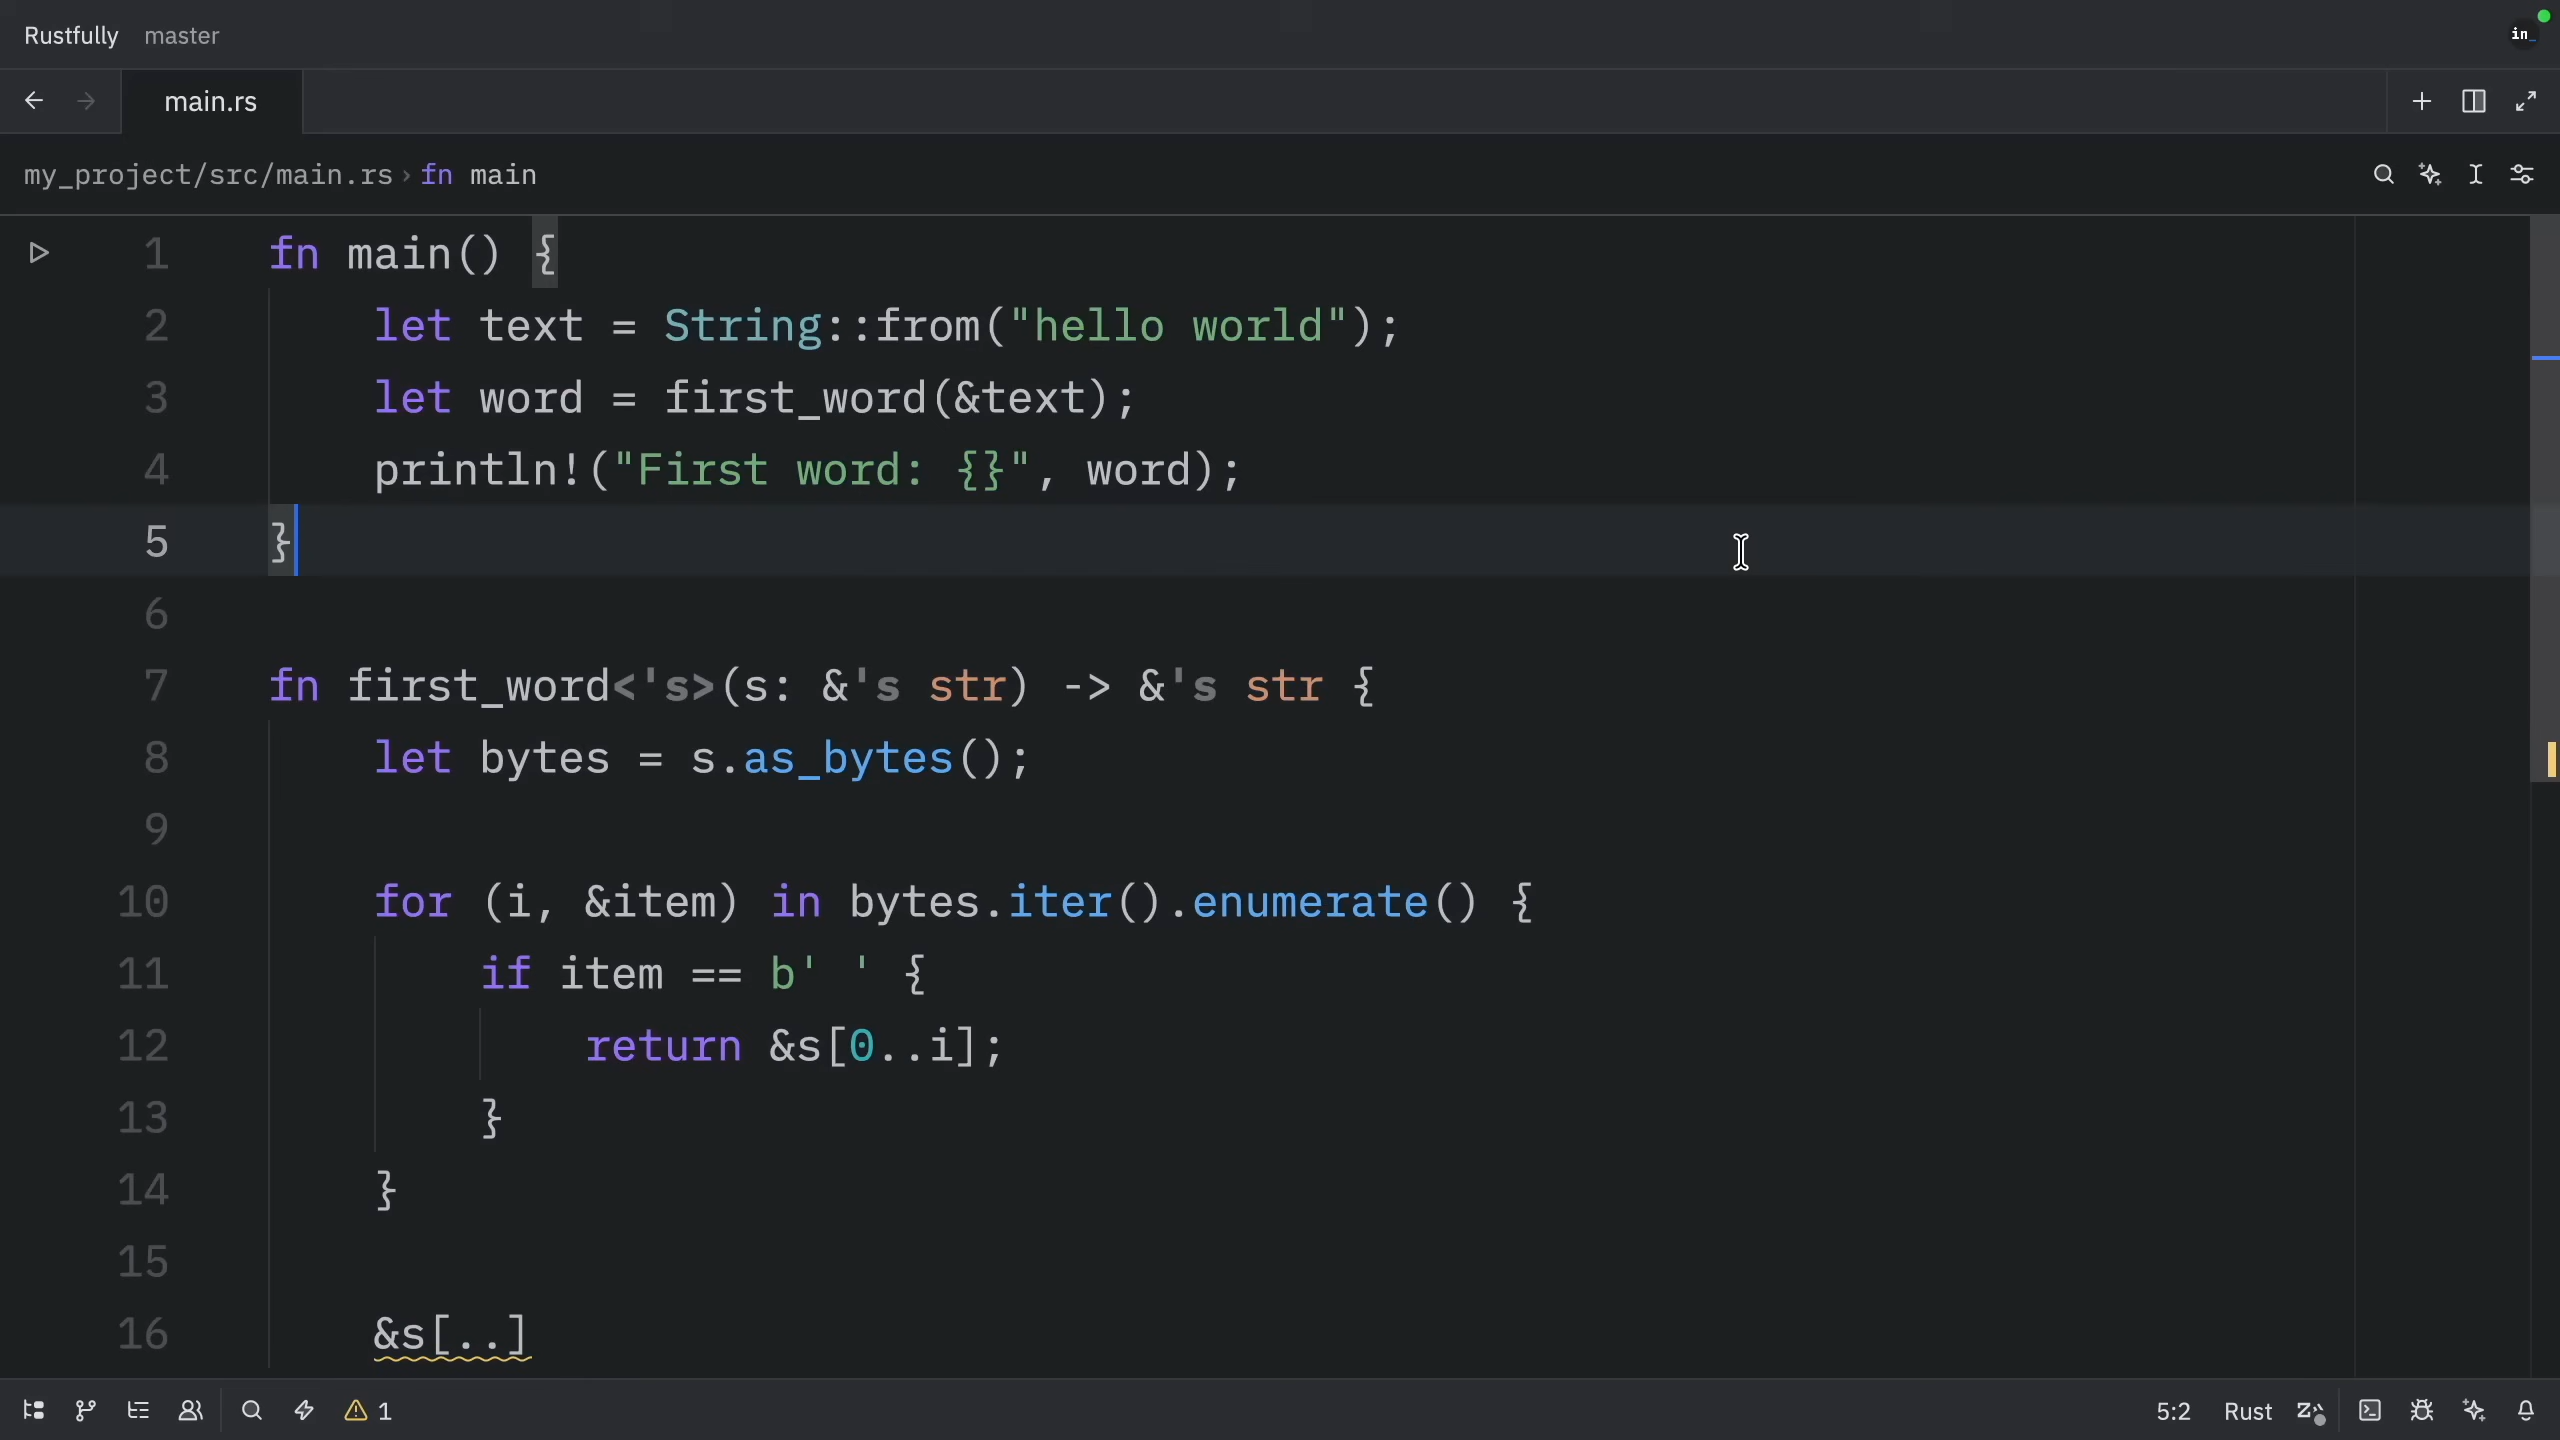 Rustfully master
in_
main.rs
my_project/src/main.rs › fn main
1 fn main() {
2     let text = String::from("hello world");
3     let word = first_word(&text);
4     println!("First word: {}", word);
5 }
6
7 fn first_word<'s>(s: &'s str) -> &'s str {
8     let bytes = s.as_bytes();
9
10     for (i, &item) in bytes.iter().enumerate() {
11         if item == b' ' {
12             return &s[0..i];
13         }
14     }
15
16     &s[..]
1 5:2 Rust